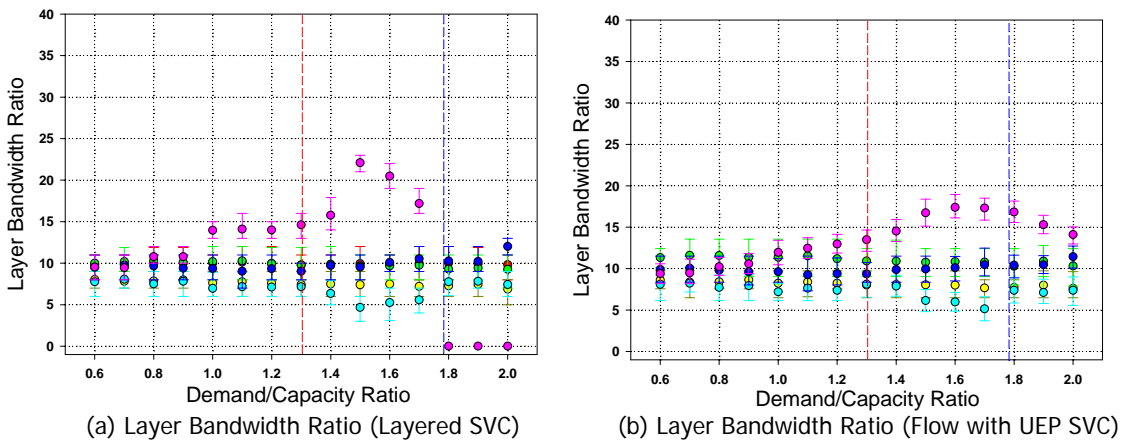 40
35
30
25
20
15
10
5
0
Layer Bandwidth Ratio
0.6 0.8 1.0 1.2 1.4 1.6 1.8 2.0
Demand/Capacity Ratio
(a) Layer Bandwidth Ratio (Layered SVC)
40
35
30
25
20
15
10
5
0
Layer Bandwidth Ratio
0.6 0.8 1.0 1.2 1.4 1.6 1.8 2.0
Demand/Capacity Ratio
(b) Layer Bandwidth Ratio (Flow with UEP SVC)